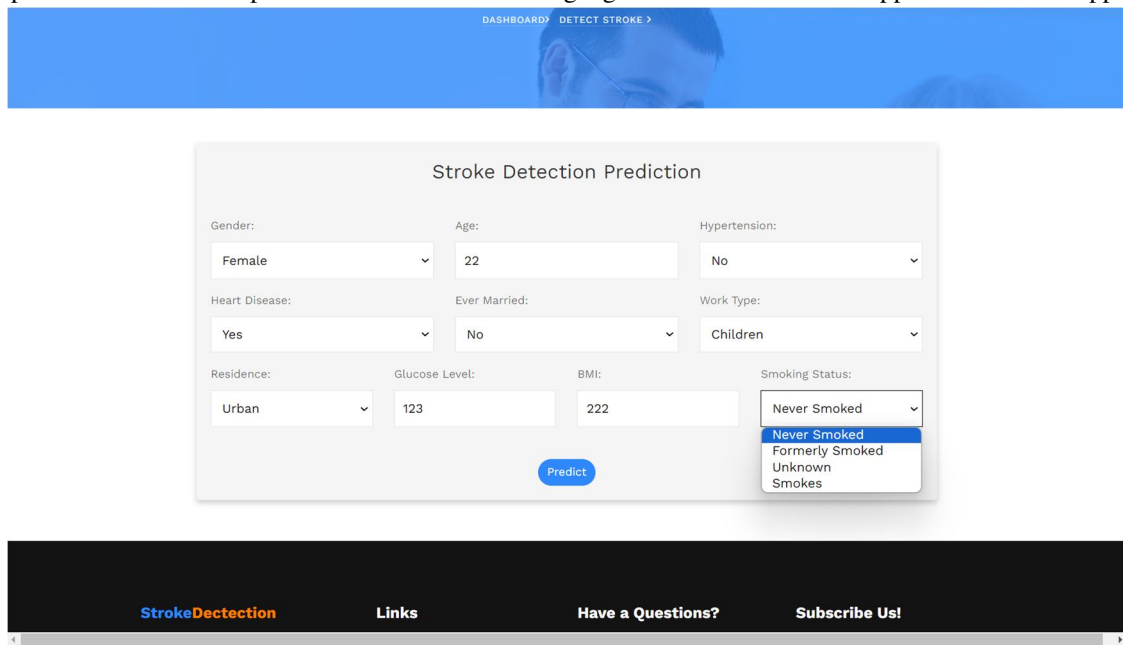 DASHBOARD> DETECT STROKE >
Stroke Detection Prediction
Gender: Age: Hypertension:
Female 22 No
Heart Disease: Ever Married: Work Type:
Yes No Children
Residence: Glucose Level: BMI: Smoking Status:
Urban 123 222 Never Smoked
Never Smoked
Formerly Smoked
Unknown
Smokes
Predict
StrokeDectection Links Have a Questions? Subscribe Us!